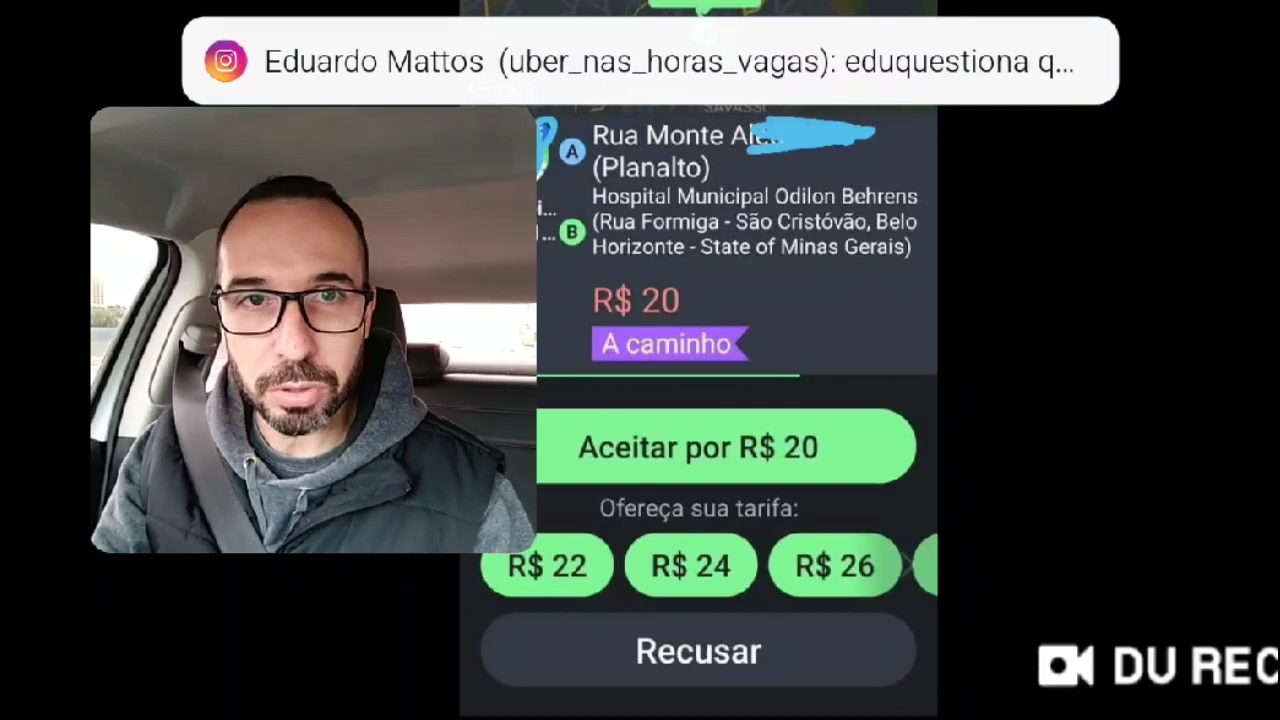 Eduardo Mattos (uber_nas_horas_vagas): eduquestiona q...
SAVASSI
A
Rua Monte
(Planalto)
Hospital Municipal Odilon Behrens
B
(Rua Formiga - São Cristóvão, Belo
Horizonte - State of Minas Gerais)
R$ 20
A caminho
Aceitar por R$ 20
Ofereça sua tarifa:
R$ 22
R$ 24
R$ 26
Recusar
DU REC